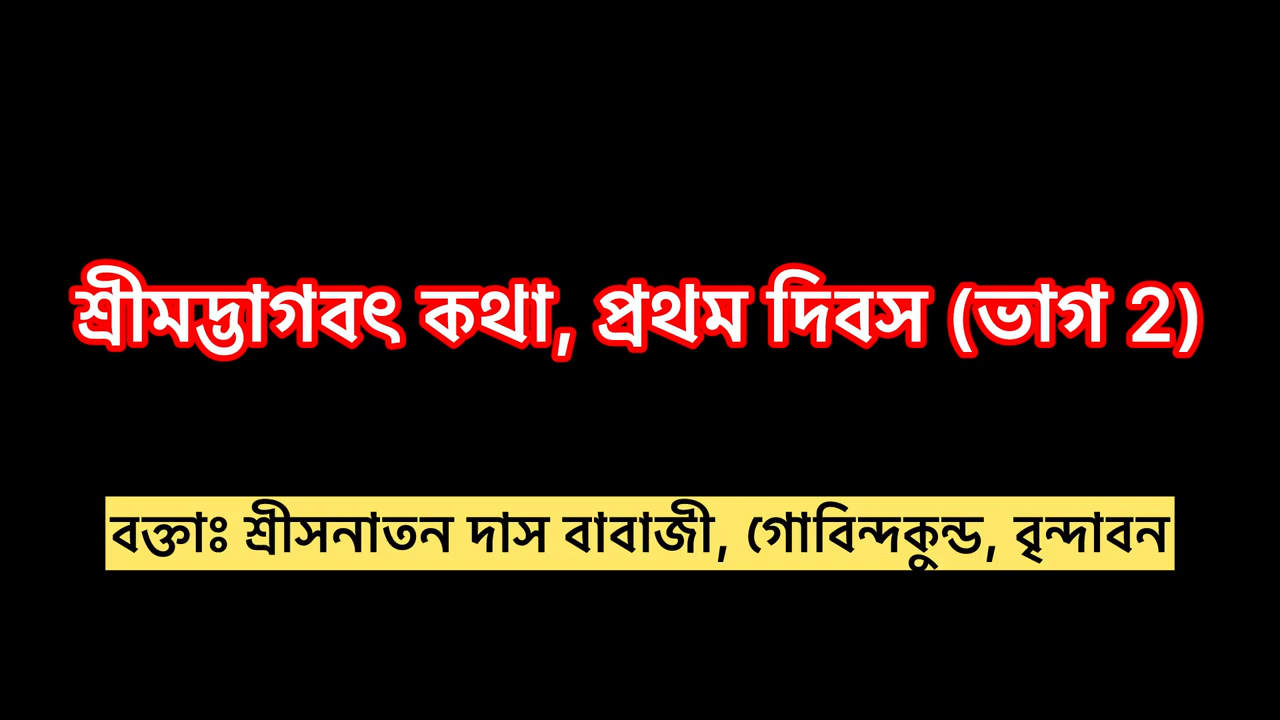 শ্রীমদ্ভাগবৎ কথা, প্রথম দিবস (ভাগ 2)
বক্তাঃ শ্রীসনাতন দাস বাবাজী, গোবিন্দকুন্ড, বৃন্দাবন